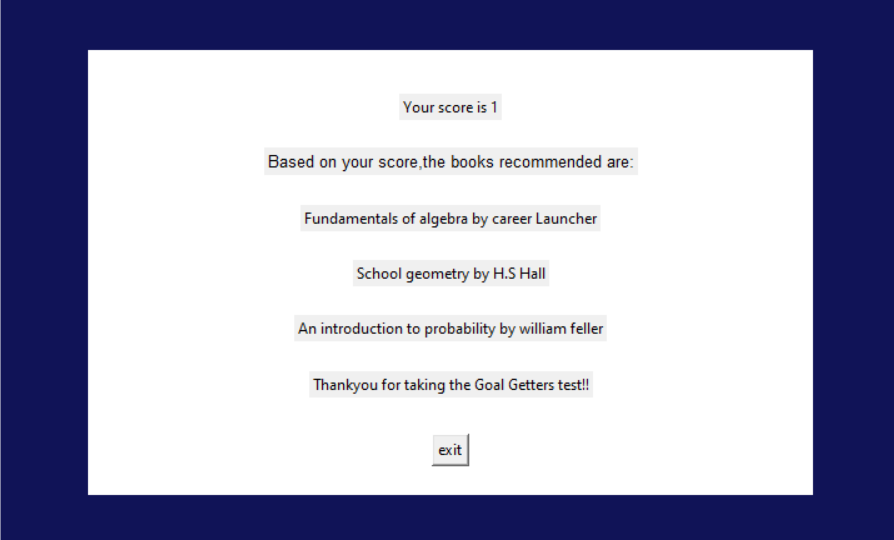 Your score is 1
Based on your score,the books recommended are:
Fundamentals of algebra by career Launcher
School geometry by H.S Hall
An introduction to probability by william feller
Thankyou for taking the Goal Getters test!!
exit